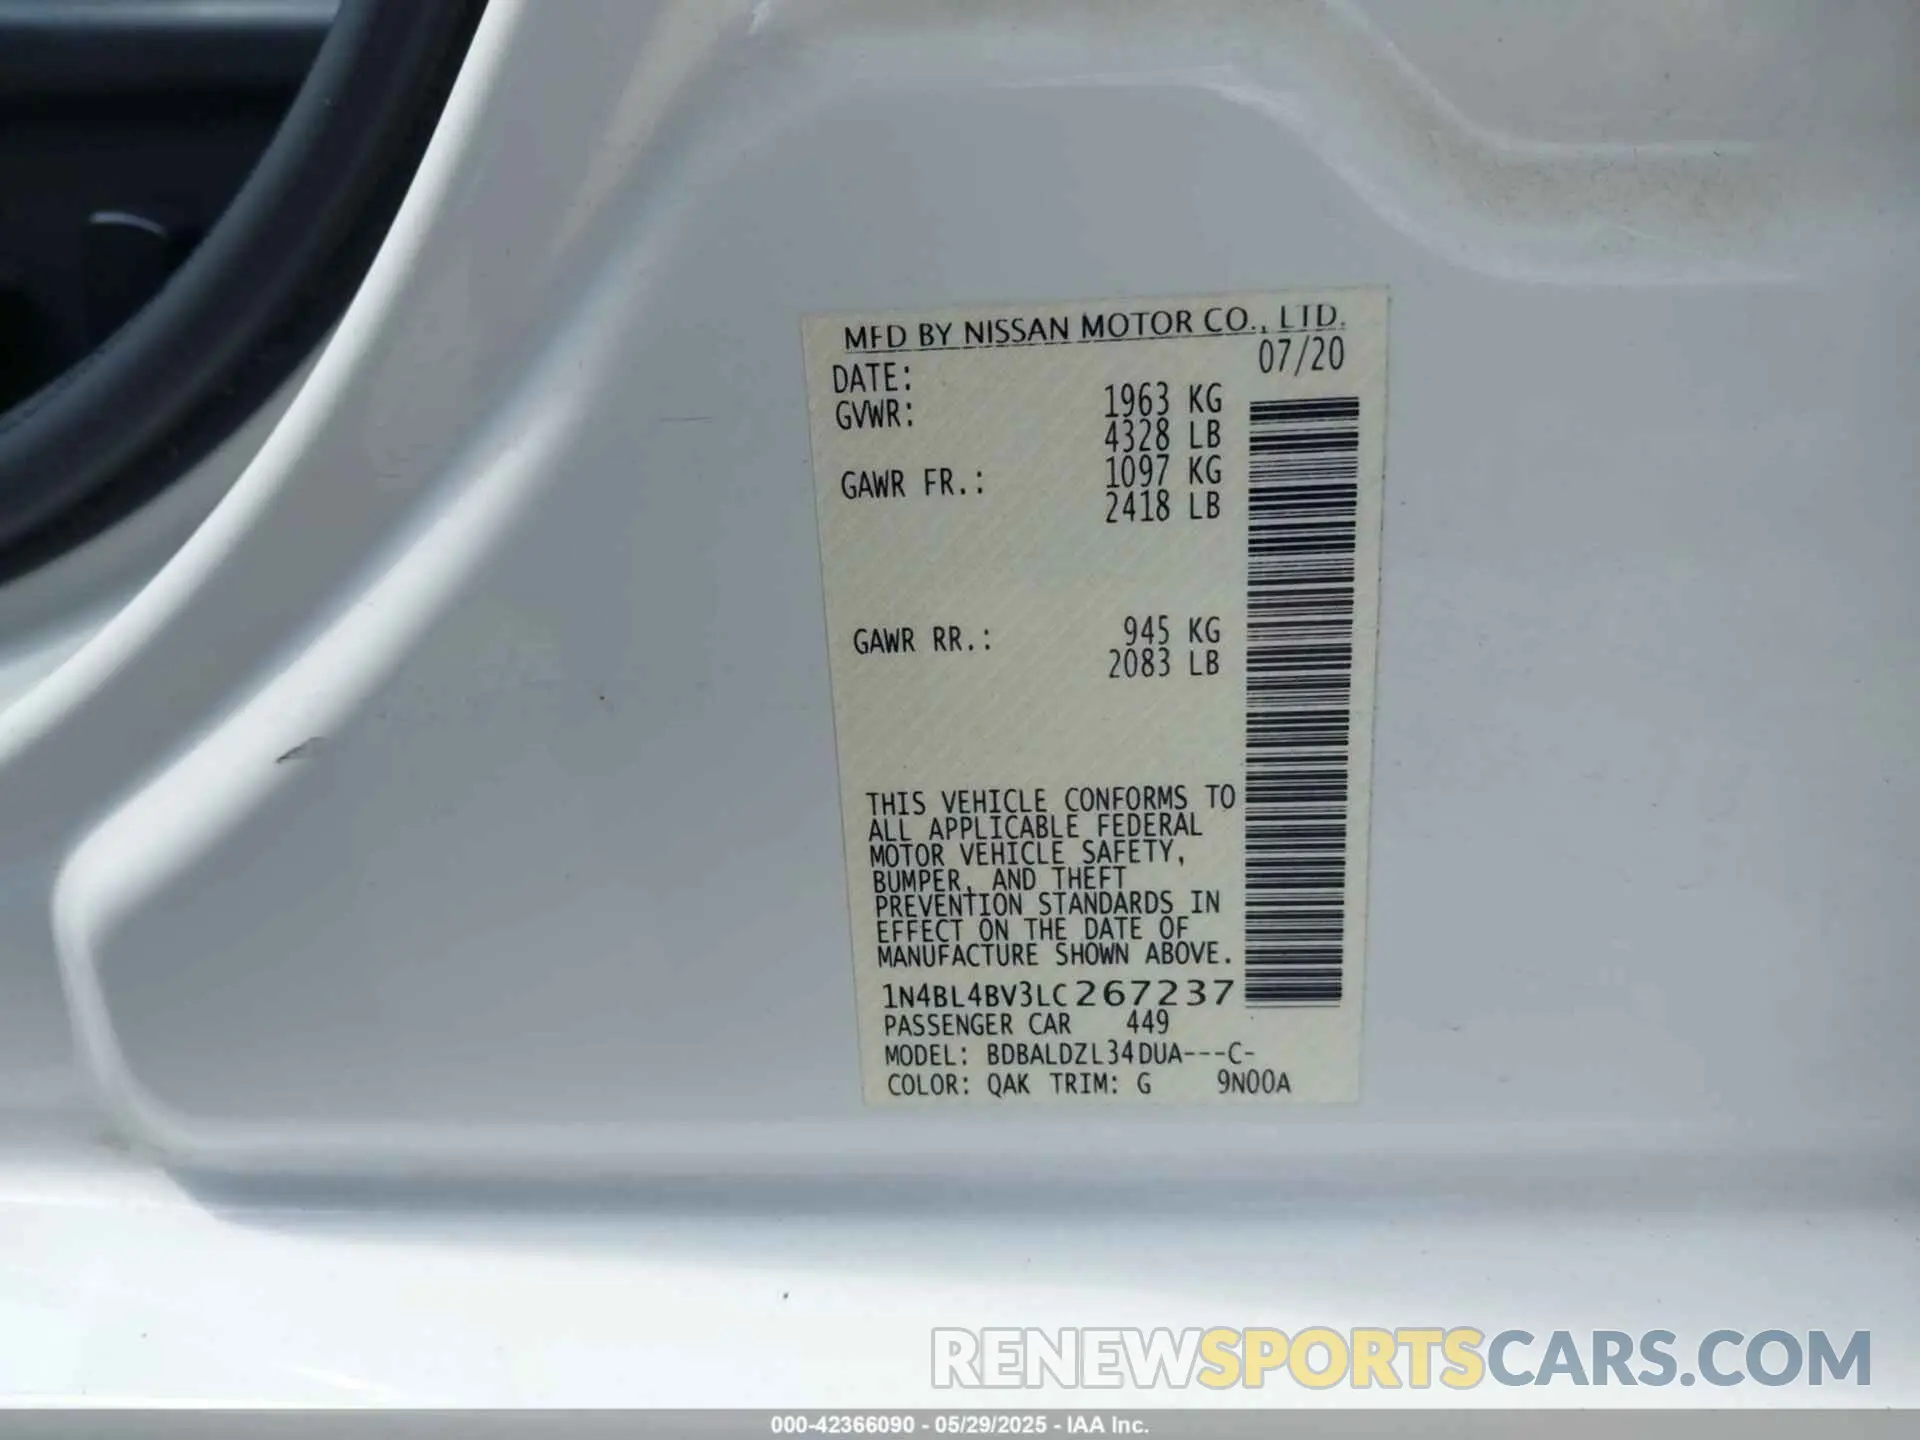 MFD BY NISSAN MOTOR CO., LTD.
DATE: 07/20
GVWR: 1963 KG
4328 LB
GAWR FR.: 1097 KG
2418 LB
GAWR RR.: 945 KG
2083 LB
THIS VEHICLE CONFORMS TO
ALL APPLICABLE FEDERAL
MOTOR VEHICLE SAFETY,
BUMPER, AND THEFT
PREVENTION STANDARDS IN
EFFECT ON THE DATE OF
MANUFACTURE SHOWN ABOVE.
1N4BL4BV3LC267237
PASSENGER CAR 449
MODEL: BDBALDZL34DUA---C-
COLOR: QAK TRIM: G 9N00A
RENEWSPORTSCARS.COM
000-42366090 - 05/29/2025 - IAA Inc.